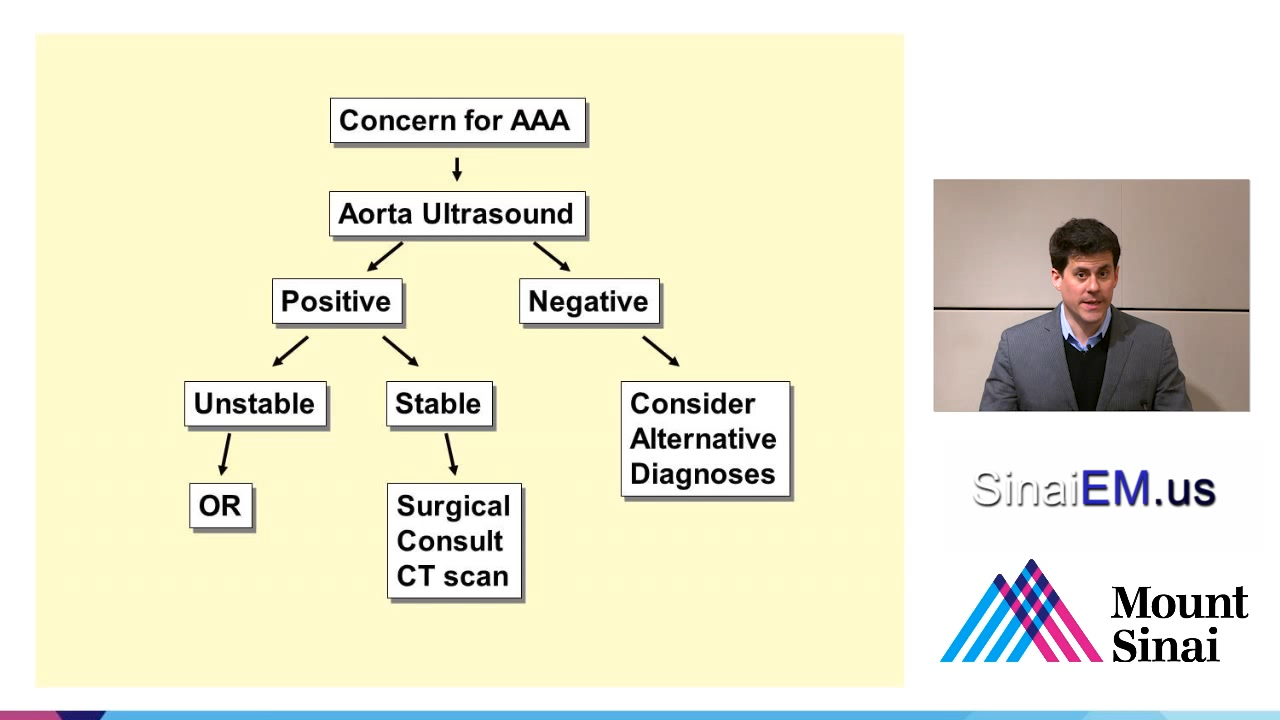 Concern for AAA
Aorta Ultrasound
Positive
Negative
Unstable
Stable
Consider
Alternative
Diagnoses
OR
Surgical
Consult
CT scan
SinaiEM.us
Mount
Sinai